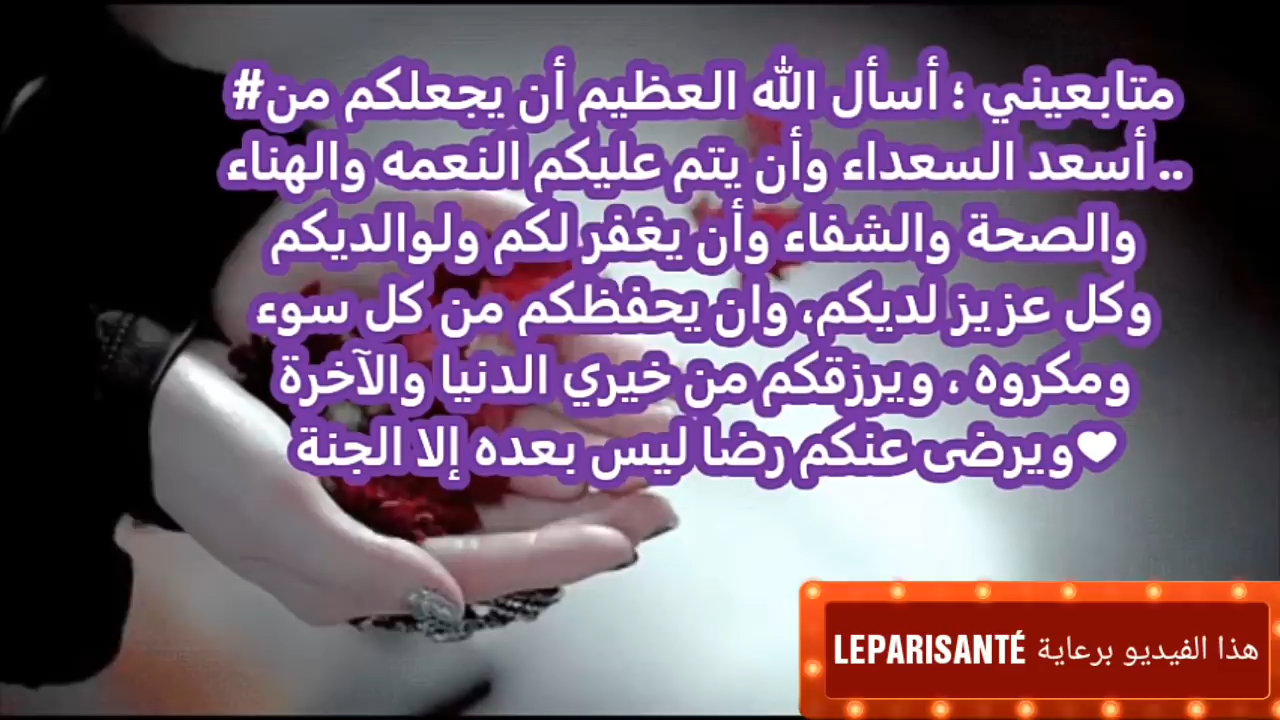 #متابعيني ؛ أسأل الله العظيم أن يجعلكم من
أسعد السعداء وأن يتم عليكم النعمه والهناء ..
والصحة والشفاء وأن يغفر لكم ولوالديكم
وكل عزيز لديكم، وان يحفظكم من كل سوء
ومكروه ، ويرزقكم من خيري الدنيا والآخرة
ويرضى عنكم رضا ليس بعده إلا الجنة♥
هذا الفيديو برعاية LEPARISANTÉ